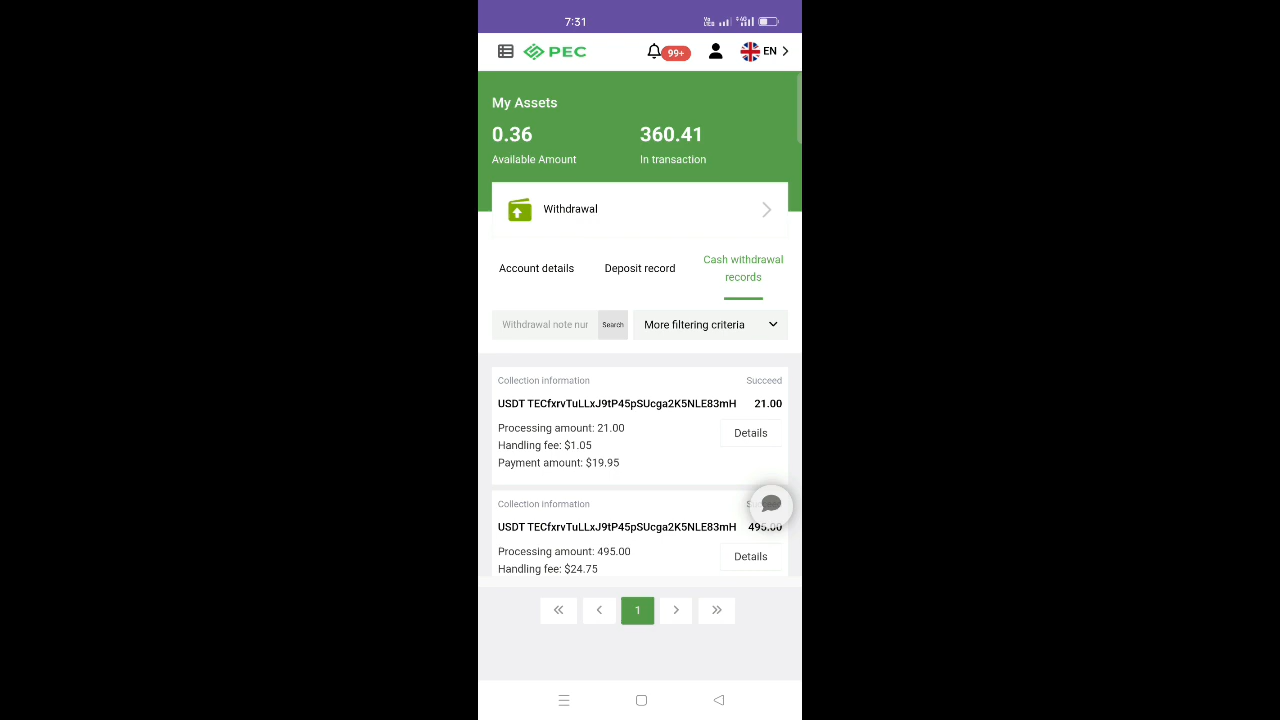 7:31
PEC
99+
EN
My Assets
0.36 360.41
Available Amount In transaction
Withdrawal
Account details Deposit record Cash withdrawal records
Withdrawal note nur Search More filtering criteria
Collection information Succeed
USDT TECfxrvTuLLxJ9tP45pSUcga2K5NLE83mH 21.00
Processing amount: 21.00
Details
Handling fee: $1.05
Payment amount: $19.95
Collection information
USDT TECfxrvTuLLxJ9tP45pSUcga2K5NLE83mH 495.00
Processing amount: 495.00
Details
Handling fee: $24.75
1